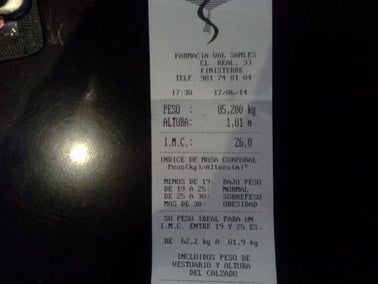 FARMACIA VAL SAMLES
CL. REAL, 33
FINISTERRE
TELF. 981 74 01 04
17:38 17/06/14
PESO : 85,200 kg
ALTURA: 1.81 m
I.M.C.: 26,0
INDICE DE MASA CORPORAL
Peso(kg)/Altura(m)²
MENOS DE 19: BAJO PESO
DE 19 A 25: NORMAL
DE 25 A 30: SOBREPESO
MAS DE 30: OBESIDAD
SU PESO IDEAL PARA UN
I.M.C. ENTRE 19 Y 25 ES:
DE 62,2 kg A 81,9 kg
INCLUIDOS PESO DE
VESTUARIO Y ALTURA
DEL CALZADO